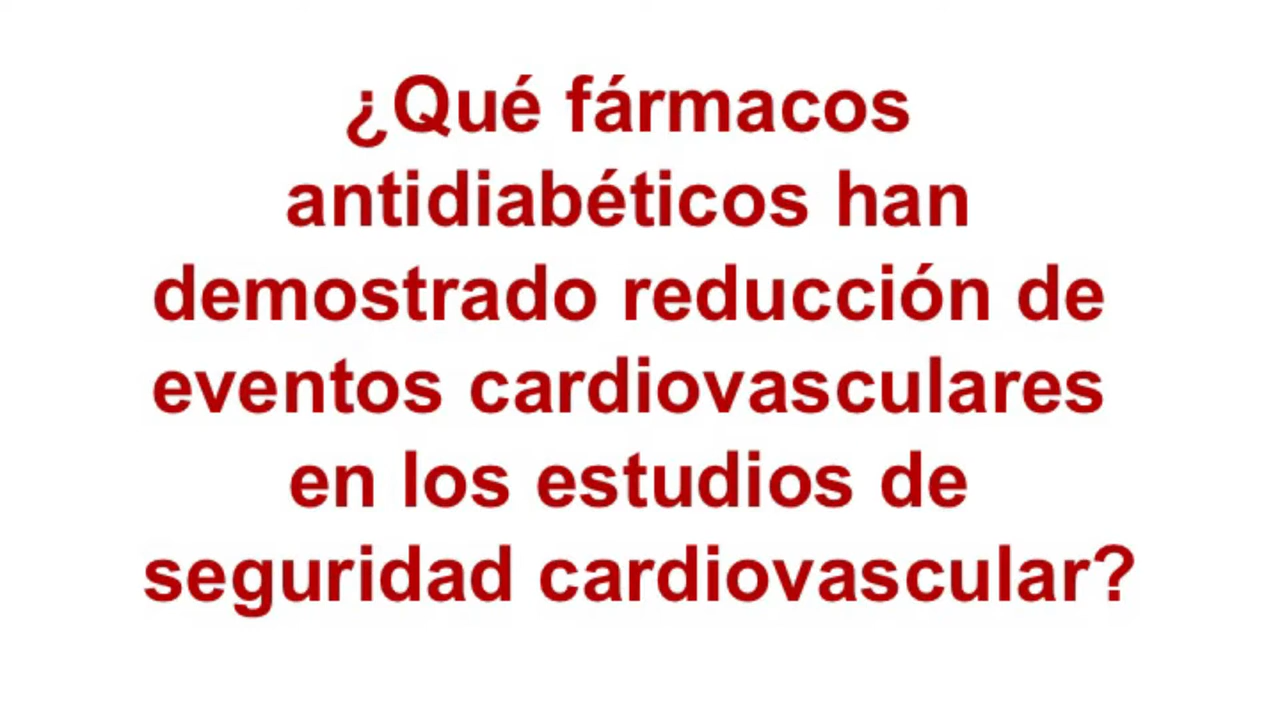 ¿Qué fármacos
antidiabéticos han
demostrado reducción de
eventos cardiovasculares
en los estudios de
seguridad cardiovascular?